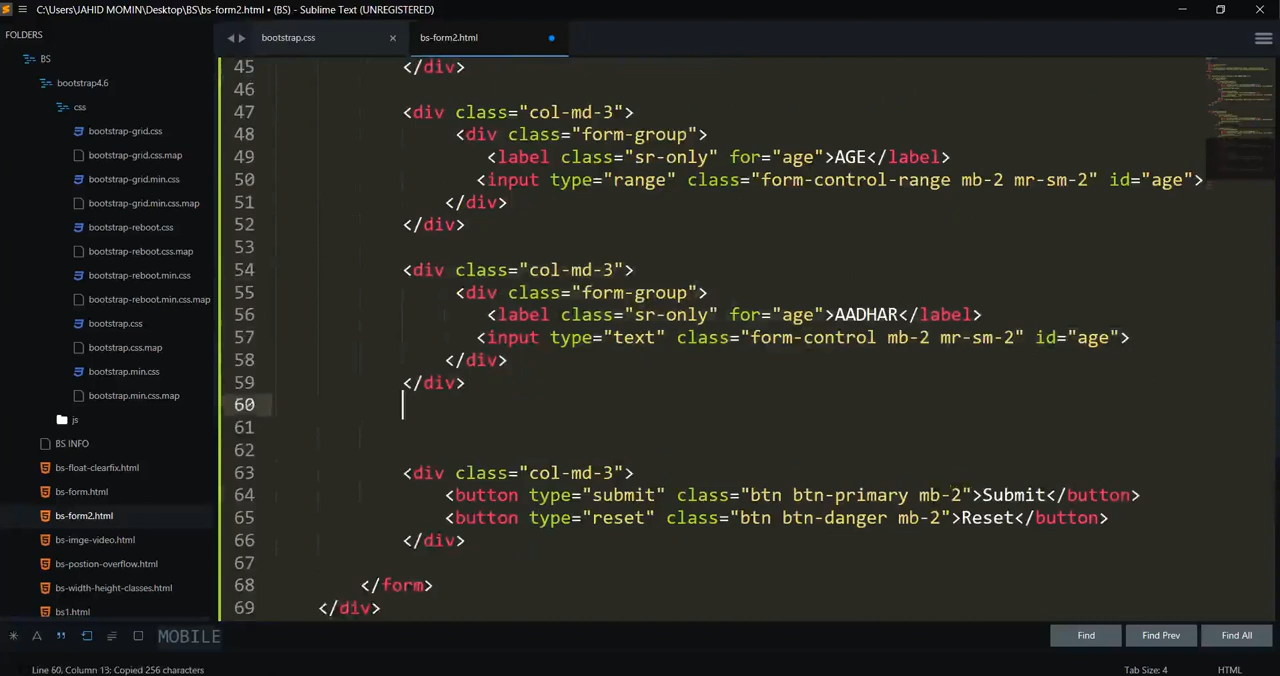 C:\Users\JAHID MOMIN\Desktop\BS\bs-form2.html • (BS) - Sublime Text (UNREGISTERED)
FOLDERS
BS
bootstrap4.6
css
bootstrap-grid.css
bootstrap-grid.css.map
bootstrap-grid.min.css
bootstrap-grid.min.css.map
bootstrap-reboot.css
bootstrap-reboot.css.map
bootstrap-reboot.min.css
bootstrap-reboot.min.css.map
bootstrap.css
bootstrap.css.map
bootstrap.min.css
bootstrap.min.css.map
js
BS INFO
bs-float-clearfix.html
bs-form.html
bs-form2.html
bs-imge-video.html
bs-postion-overflow.html
bs-width-height-classes.html
bs1.html
bootstrap.css
bs-form2.html
45 </div>
46
47 <div class="col-md-3">
48 <div class="form-group">
49 <label class="sr-only" for="age">AGE</label>
50 <input type="range" class="form-control-range mb-2 mr-sm-2" id="age">
51 </div>
52 </div>
53
54 <div class="col-md-3">
55 <div class="form-group">
56 <label class="sr-only" for="age">AADHAR</label>
57 <input type="text" class="form-control mb-2 mr-sm-2" id="age">
58 </div>
59 </div>
60
61
62
63 <div class="col-md-3">
64 <button type="submit" class="btn btn-primary mb-2">Submit</button>
65 <button type="reset" class="btn btn-danger mb-2">Reset</button>
66 </div>
67
68 </form>
69 </div>
MOBILE
Find
Find Prev
Find All
Line 60, Column 13; Copied 256 characters
Tab Size: 4
HTML